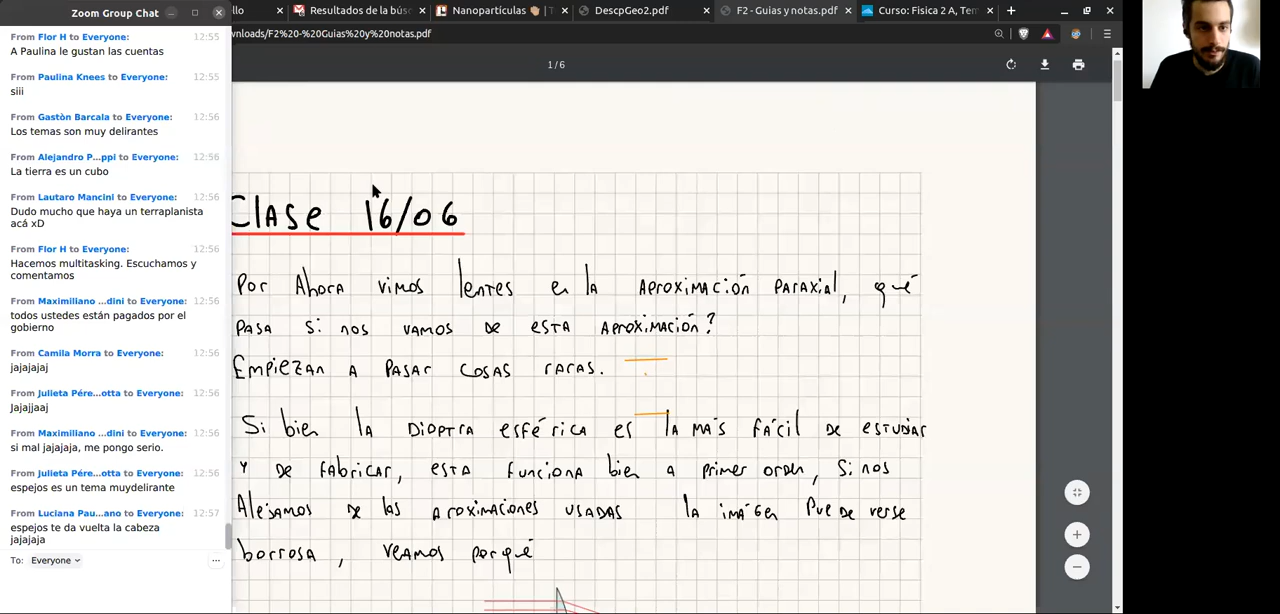 Zoom Group Chat
From Flor H to Everyone: 12:55
A Paulina le gustan las cuentas
From Paulina Knees to Everyone: 12:55
siii
From Gastòn Barcala to Everyone: 12:56
Los temas son muy delirantes
From Alejandro P...ppi to Everyone: 12:56
La tierra es un cubo
From Lautaro Mancini to Everyone: 12:56
Dudo mucho que haya un terraplanista
acá xD
From Flor H to Everyone: 12:56
Hacemos multitasking. Escuchamos y
comentamos
From Maximiliano ...dini to Everyone: 12:56
todos ustedes están pagados por el
gobierno
From Camila Morra to Everyone: 12:56
jajajajaj
From Julieta Pére...otta to Everyone: 12:56
Jajajjaaj
From Maximiliano ...dini to Everyone: 12:56
si mal jajajaja, me pongo serio.
From Julieta Pére...otta to Everyone: 12:56
espejos es un tema muydelirante
From Luciana Pau...ano to Everyone: 12:57
espejos te da vuelta la cabeza
jajajaja
To: Everyone
llo
Resultados de la bús
Nanopartículas | T
DescpGeo2.pdf
F2 - Guias y notas.pdf
Curso: Fisica 2 A, Tem
wnloads/F2%20-%20Guias%20y%20notas.pdf
1/6
Clase 16/06
Por Ahora vimos lentes en la Aproximación paraxial, qué
pasa si nos vamos de esta aproximación?
Empiezan a pasar cosas raras.
Si bien la dioptra esférica es la más fácil de estudiar
y de fabricar, esta funciona bien a primer orden, si nos
Alejamos de las aroximaciones usadas la imágen puede verse
borrosa, veamos porqué